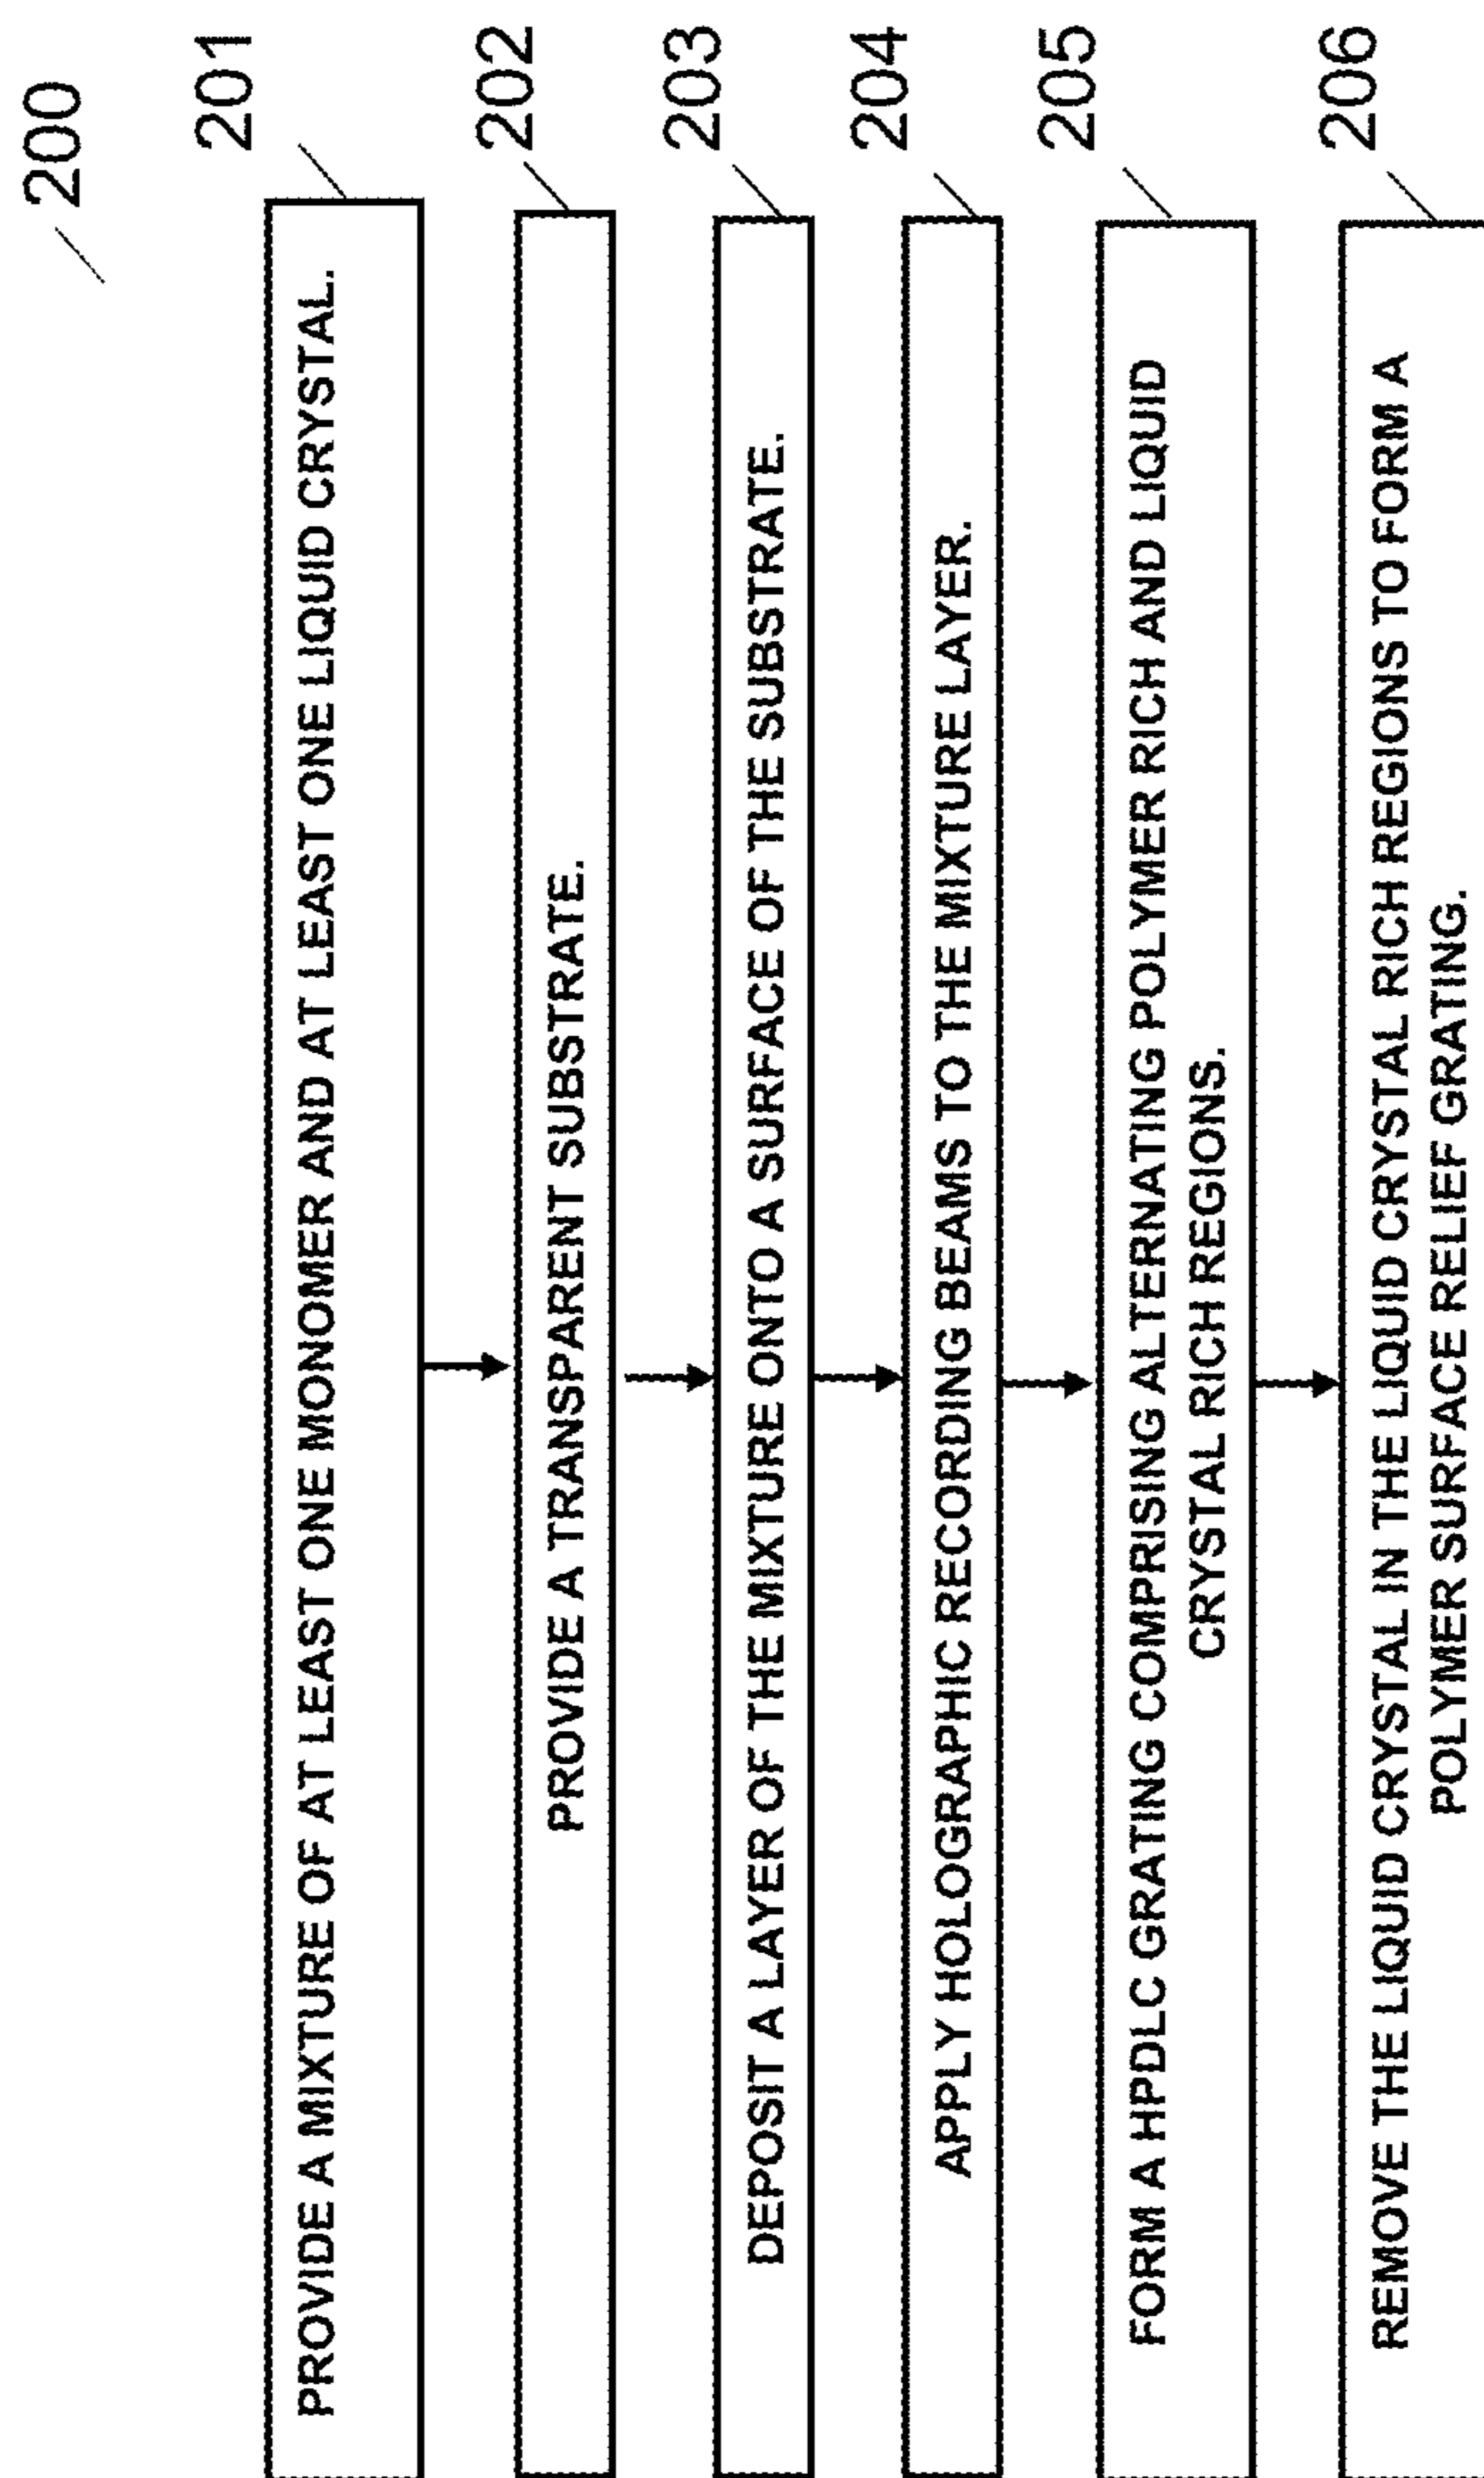 200
201
PROVIDE A MIXTURE OF AT LEAST ONE MONOMER AND AT LEAST ONE LIQUID CRYSTAL.
202
PROVIDE A TRANSPARENT SUBSTRATE.
203
DEPOSIT A LAYER OF THE MIXTURE ONTO A SURFACE OF THE SUBSTRATE.
204
APPLY HOLOGRAPHIC RECORDING BEAMS TO THE MIXTURE LAYER.
205
FORM A HPDLC GRATING COMPRISING ALTERNATING POLYMER RICH AND LIQUID
CRYSTAL RICH REGIONS.
206
REMOVE THE LIQUID CRYSTAL IN THE LIQUID CRYSTAL RICH REGIONS TO FORM A
POLYMER SURFACE RELIEF GRATING.